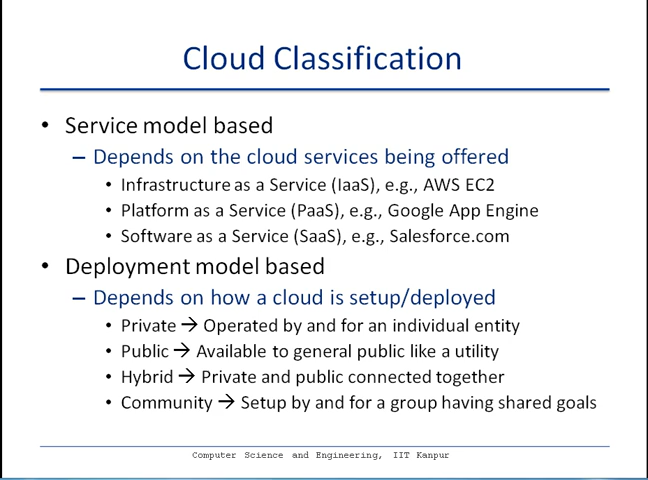 Cloud Classification
• Service model based
– Depends on the cloud services being offered
• Infrastructure as a Service (IaaS), e.g., AWS EC2
• Platform as a Service (PaaS), e.g., Google App Engine
• Software as a Service (SaaS), e.g., Salesforce.com
• Deployment model based
– Depends on how a cloud is setup/deployed
• Private → Operated by and for an individual entity
• Public → Available to general public like a utility
• Hybrid → Private and public connected together
• Community → Setup by and for a group having shared goals
Computer Science and Engineering, IIT Kanpur